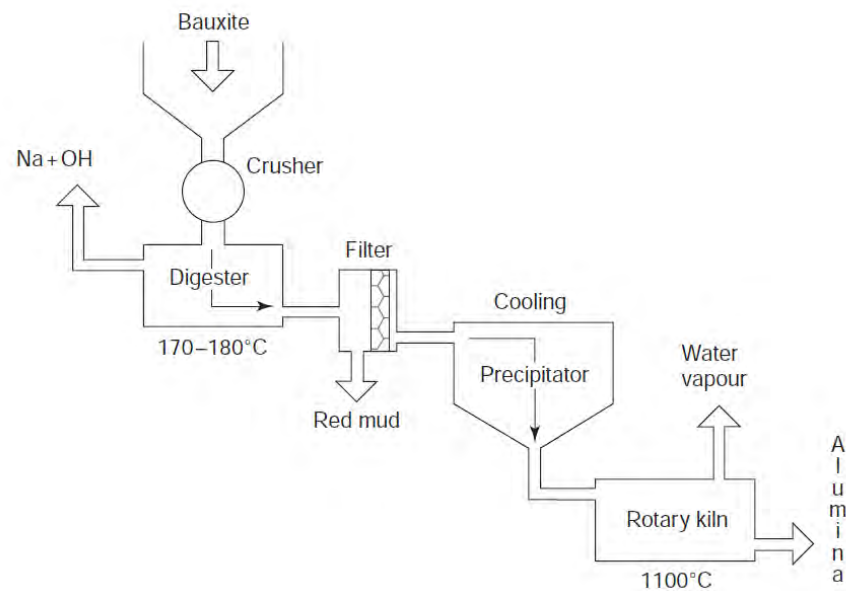 Bauxite
Na+OH
Crusher
Filter
Digester
Cooling
170–180°C
Precipitator
Water
vapour
Red mud
A
l
u
m
i
n
a
Rotary kiln
1100°C